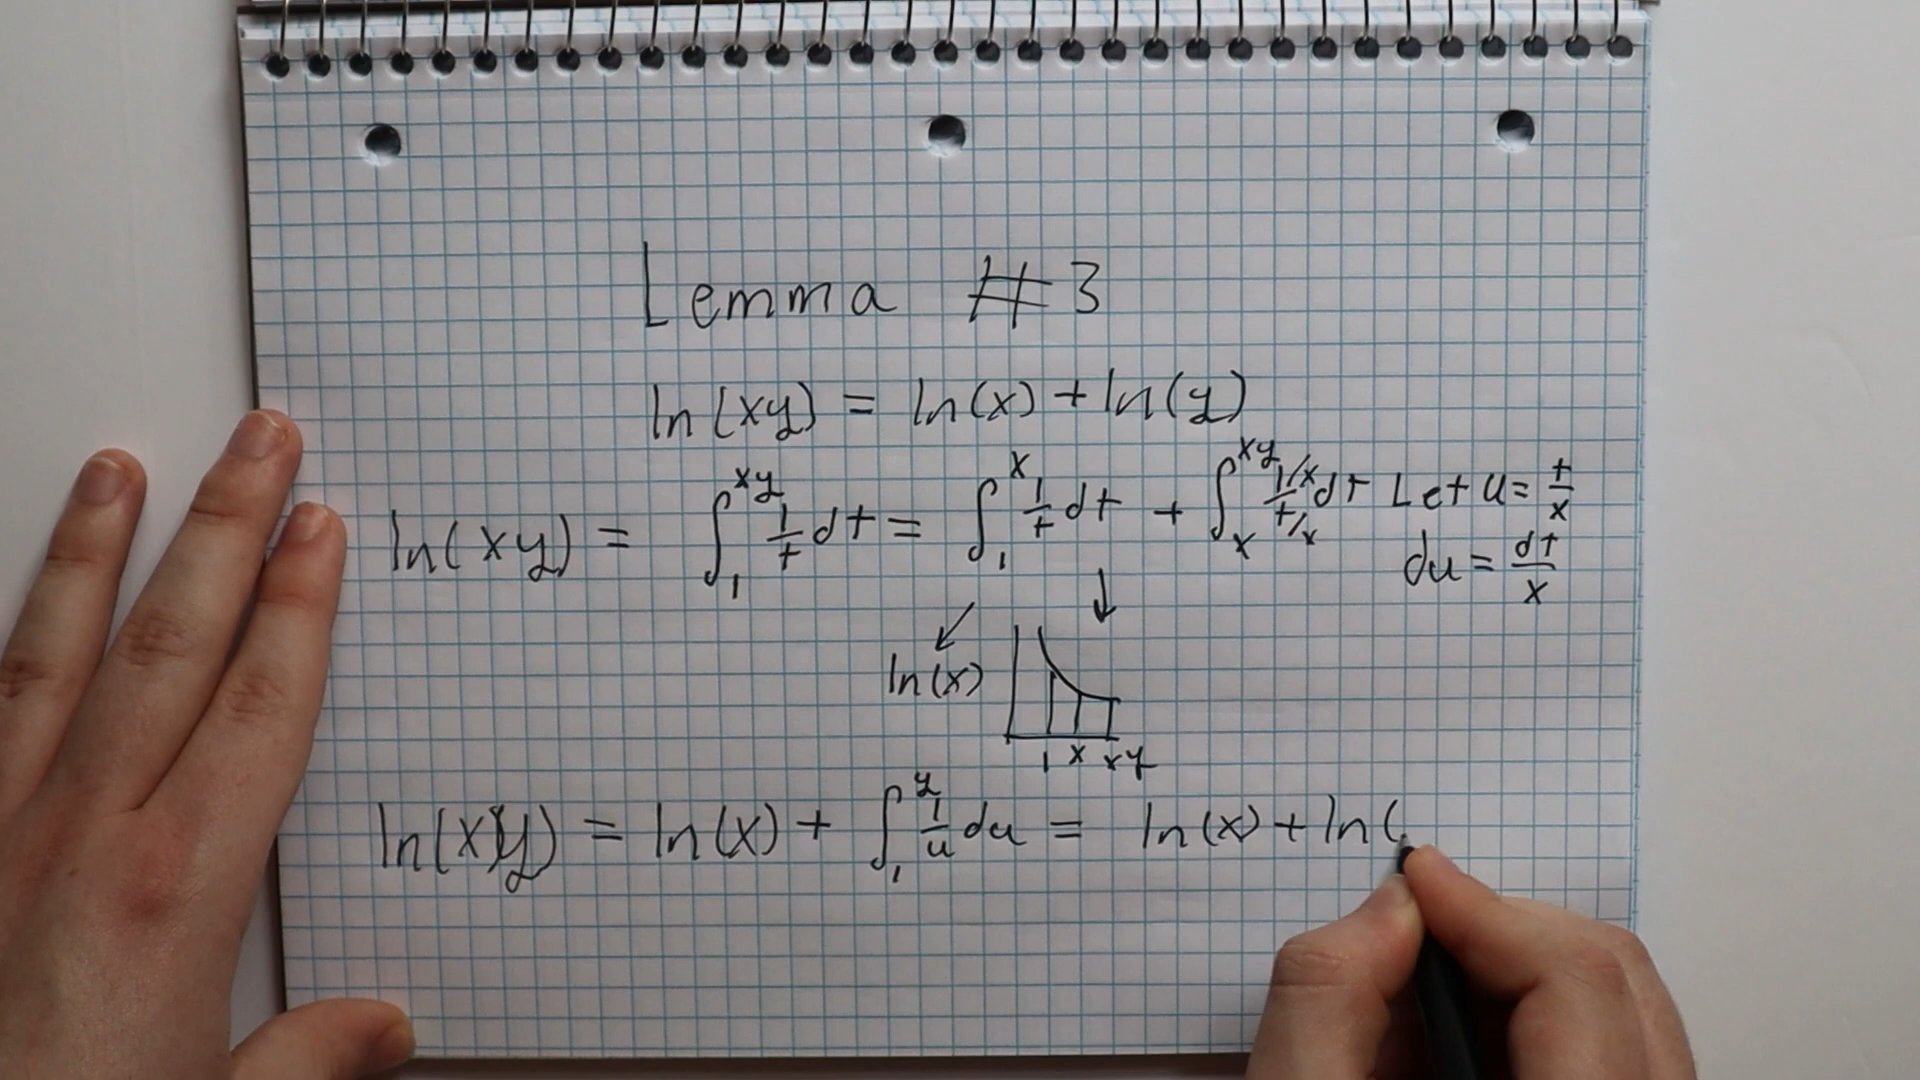 Lemma #3
ln(xy) = ln(x) + ln(y)
ln(xy) = ∫₁^xy 1/t dt = ∫₁^x 1/t dt + ∫ₓ^xy (1/x)/(t/x) dt Let u = t/x
du = dt/x
↙ ↓
ln(x)
1 x xy
ln(xy) = ln(x) + ∫₁^y 1/u du = ln(x) + ln(